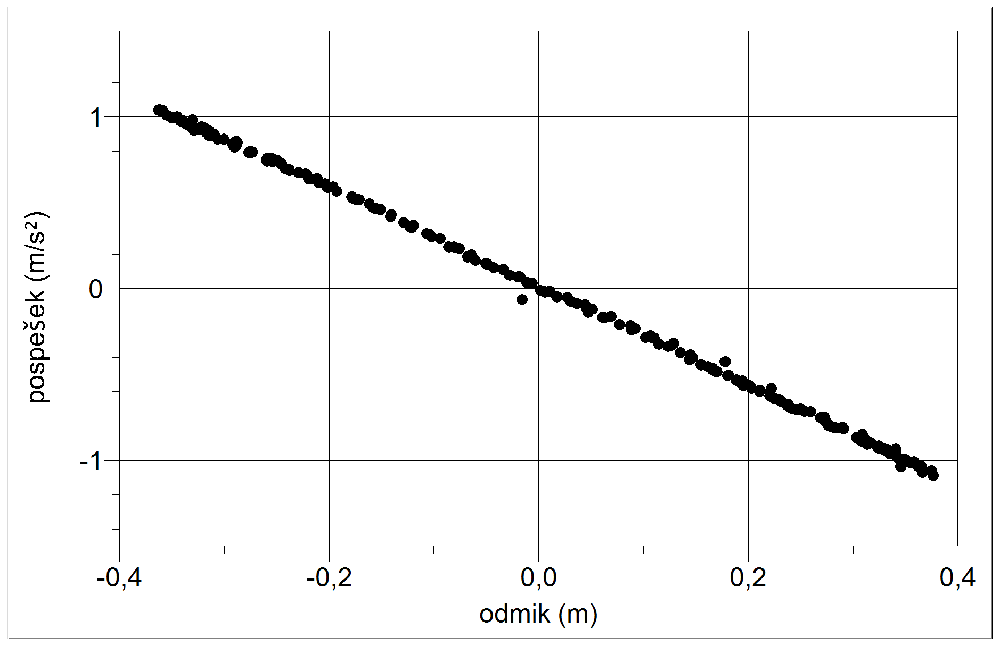 pospešek (m/s²)
1
0
-1
-0,4 -0,2 0,0 0,2 0,4
odmik (m)